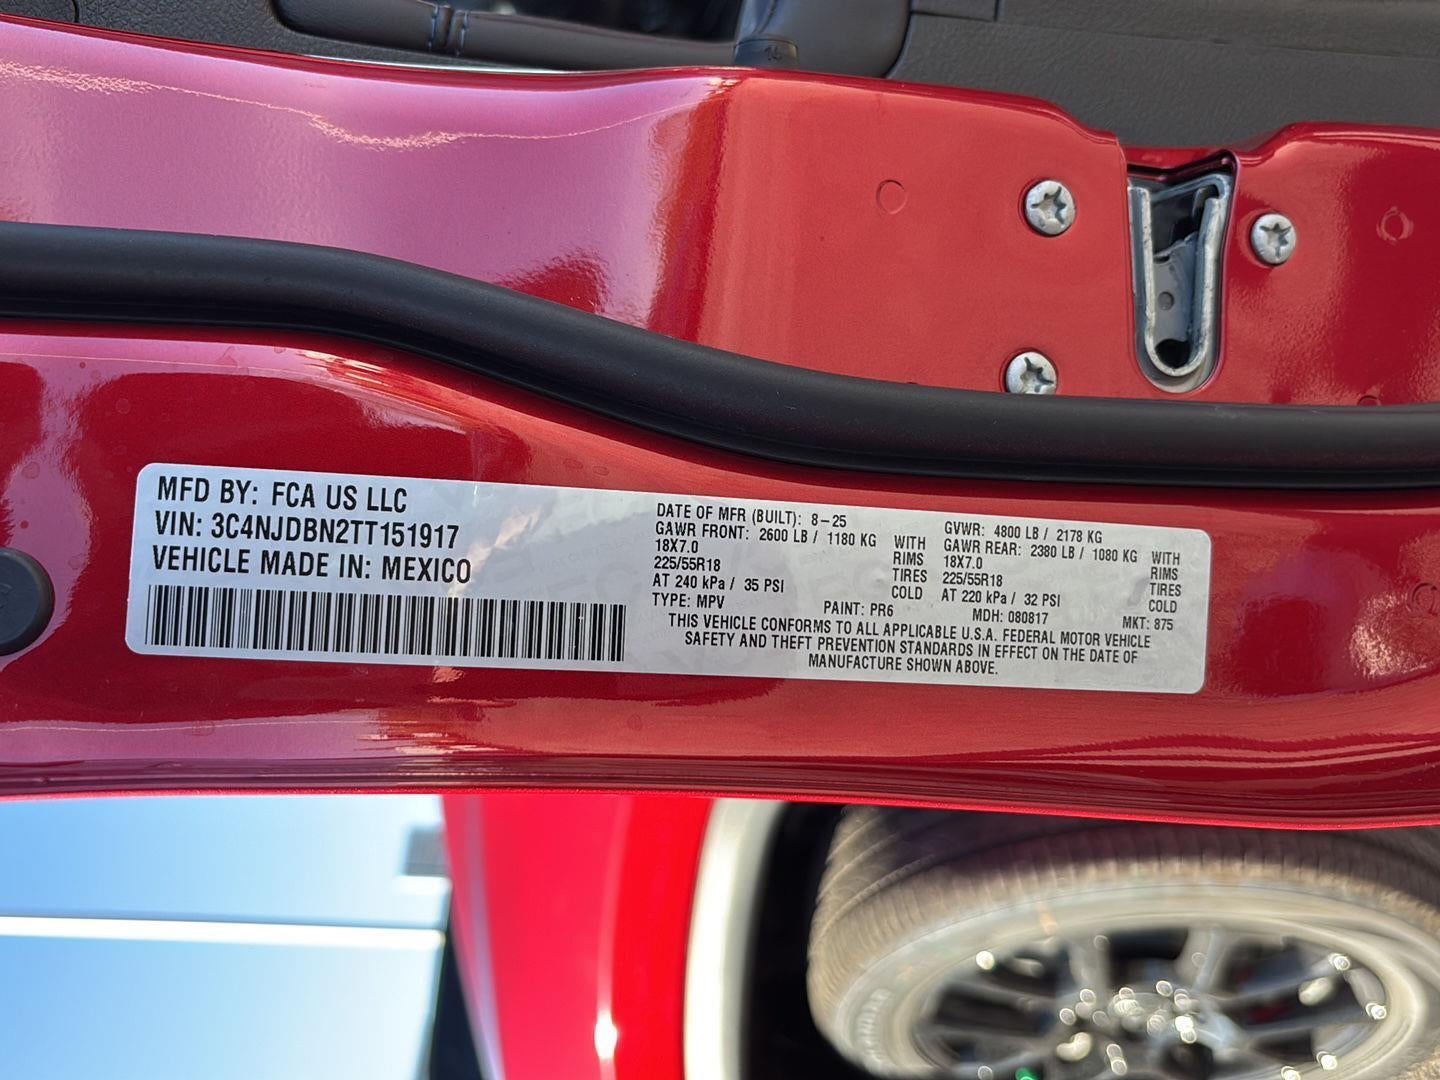 MFD BY: FCA US LLC
VIN: 3C4NJDBN2TT151917
VEHICLE MADE IN: MEXICO
DATE OF MFR (BUILT): 8-25
GAWR FRONT: 2600 LB / 1180 KG WITH
18X7.0 RIMS
225/55R18 TIRES
AT 240 kPa / 35 PSI COLD
TYPE: MPV PAINT: PR6
GVWR: 4800 LB / 2178 KG
GAWR REAR: 2380 LB / 1080 KG WITH
18X7.0 RIMS
225/55R18 TIRES
AT 220 kPa / 32 PSI COLD
MDH: 080817 MKT: 875
THIS VEHICLE CONFORMS TO ALL APPLICABLE U.S.A. FEDERAL MOTOR VEHICLE
SAFETY AND THEFT PREVENTION STANDARDS IN EFFECT ON THE DATE OF
MANUFACTURE SHOWN ABOVE.